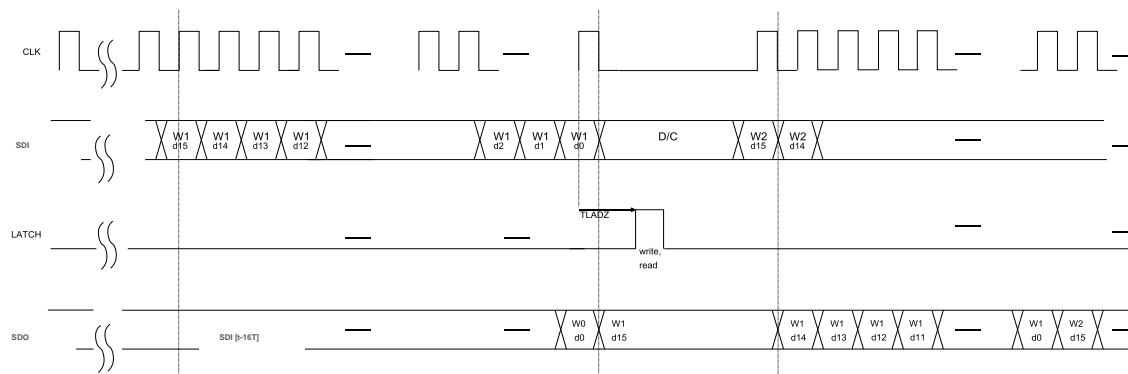 CLK
SDI
W1 W1 W1 W1 W1 W1 W1 D/C W2 W2
d15 d14 d13 d12 d2 d1 d0 d15 d14
TLADZ
LATCH
write,
read
SDO
SDI [t-16T]
W0 W1 W1 W1 W1 W1 W1 W2
d0 d15 d14 d13 d12 d11 d0 d15